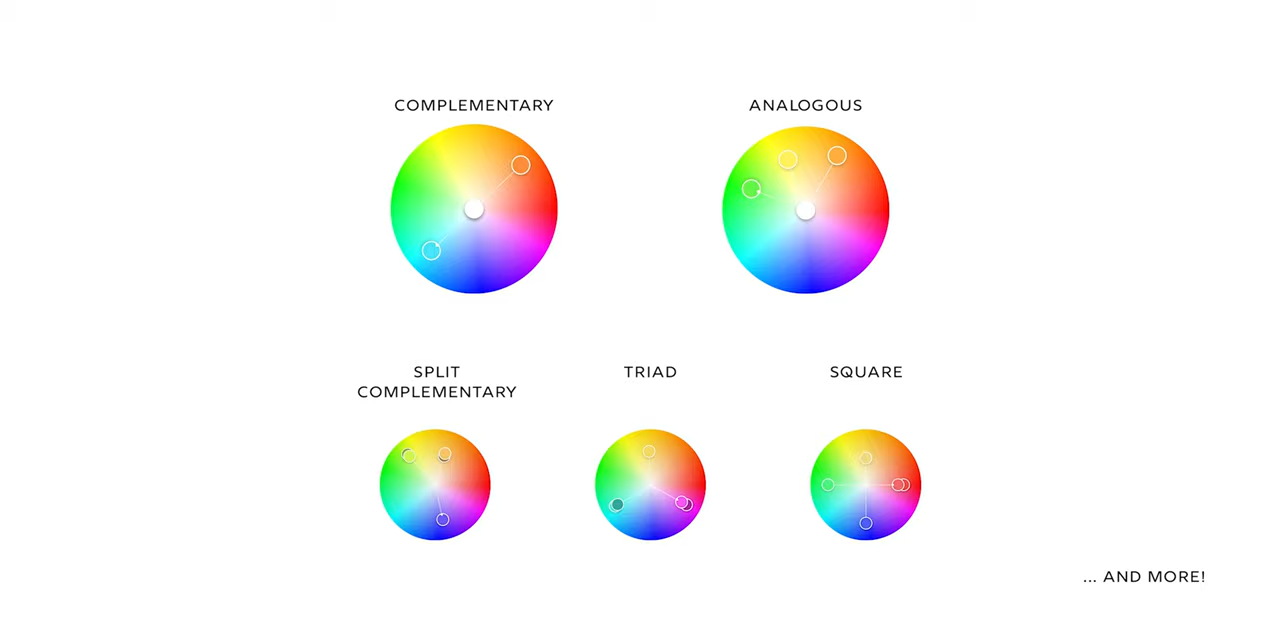 COMPLEMENTARY
ANALOGOUS
SPLIT
COMPLEMENTARY
TRIAD
SQUARE
... AND MORE!